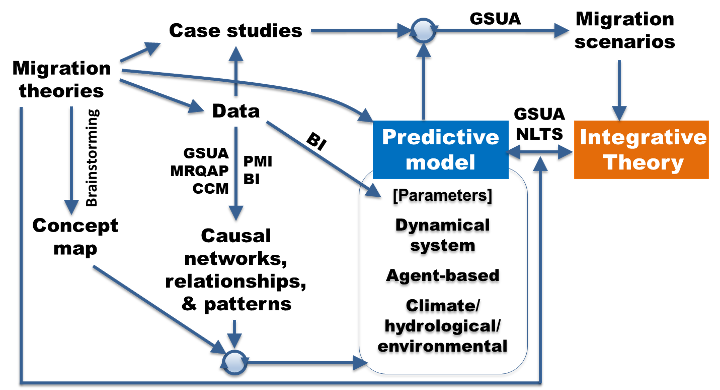 Case studies
GSUA
Migration
scenarios
Migration
theories
Data
Brainstorming
GSUA
MRQAP
CCM
PMI
BI
BI
Predictive
model
GSUA
NLTS
Integrative
Theory
[Parameters]
Dynamical
system
Agent-based
Climate/
hydrological/
environmental
Concept
map
Causal
networks,
relationships,
& patterns